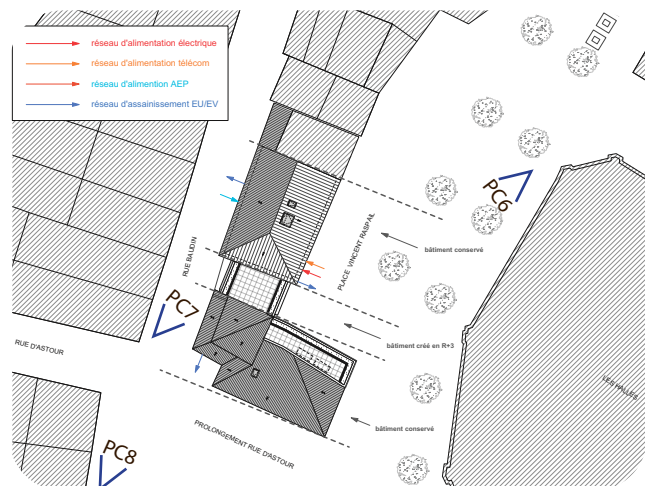 réseau d'alimentation électrique
réseau d'alimentation télécom
réseau d'alimention AEP
réseau d'assainissement EU/EV
PC6
bâtiment conservé
PLACE VINCENT RASPAIL
RUE BAUDIN
PC7
RUE D'ASTOUR
bâtiment créé en R+3
LES HALLES
bâtiment conservé
PROLONGEMENT RUE D'ASTOUR
PC8